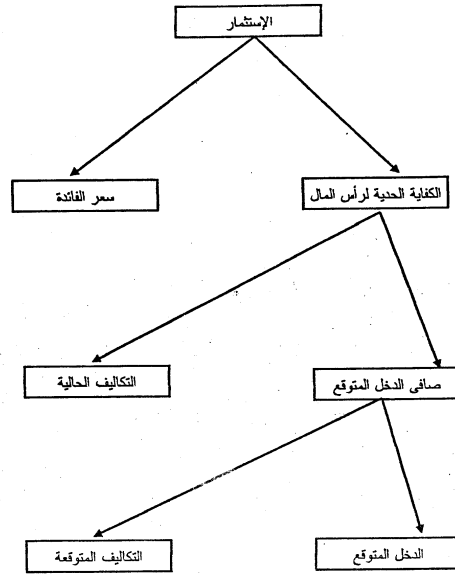 الإستثمار
الكفاية الحدية لرأس المال
سعر الفائدة
صافى الدخل المتوقع
التكاليف الحالية
الدخل المتوقع
التكاليف المتوقعة